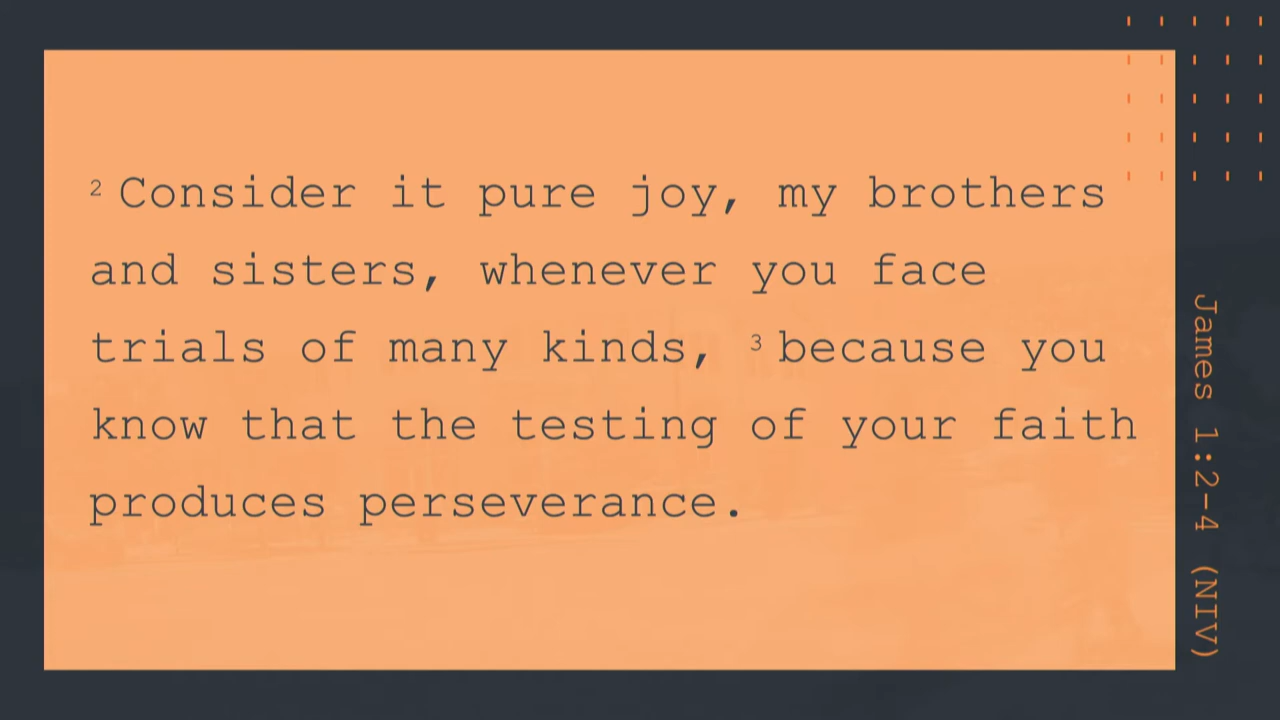 2 Consider it pure joy, my brothers
and sisters, whenever you face
trials of many kinds, 3 because you
know that the testing of your faith
produces perseverance.
James 1:2-4 (NIV)